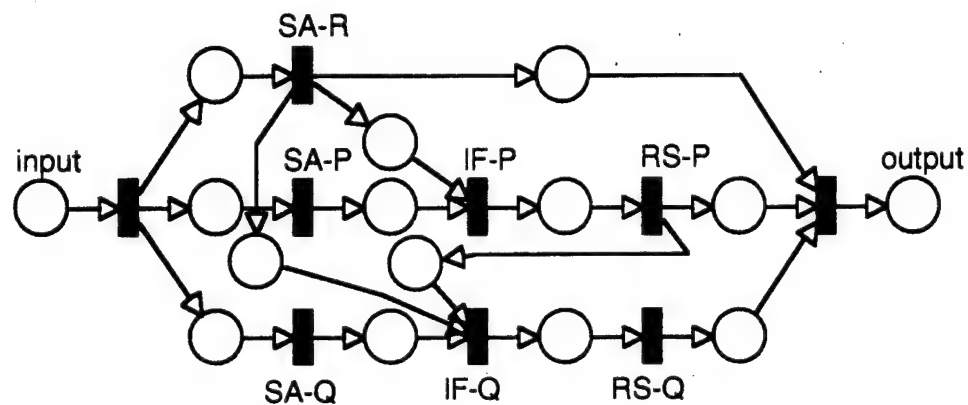 SA-R
input
SA-P
IF-P
RS-P
output
SA-Q
IF-Q
RS-Q